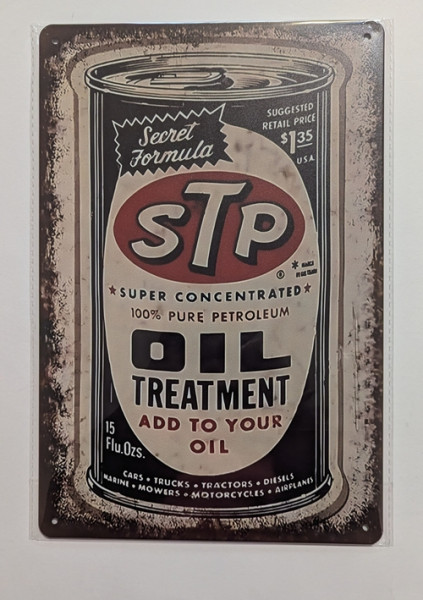 Secret
Formula
SUGGESTED
RETAIL PRICE
$1.35
U.S.A.
STP
®
*
★SUPER CONCENTRATED★
100% PURE PETROLEUM
OIL
TREATMENT
ADD TO YOUR
OIL
15
Flu.Ozs.
CARS • TRUCKS • TRACTORS • DIESELS
MARINE • MOWERS • MOTORCYCLES • AIRPLANES